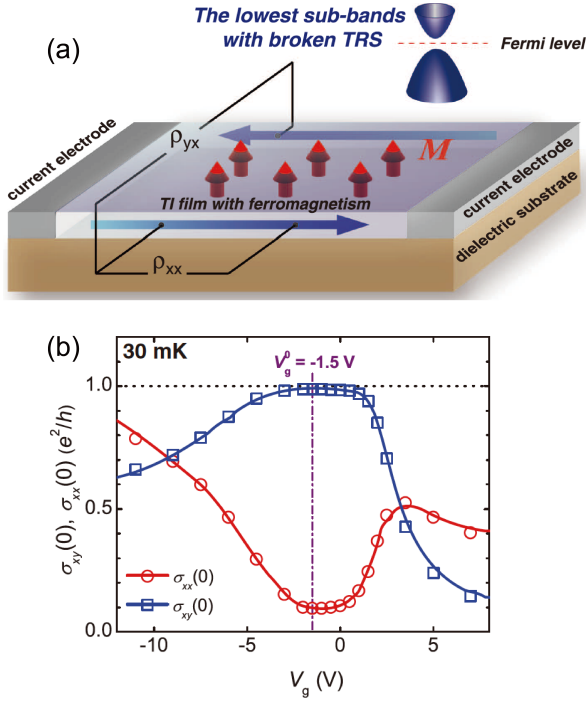 (a)
The lowest sub-bands
with broken TRS
Fermi level
current electrode
ρyx
M
TI film with ferromagnetism
ρxx
current electrode
dielectric substrate
(b)
30 mK
V⁰g = -1.5 V
1.0
0.5
0.0
σxy(0), σxx(0) (e²/h)
σxx(0)
σxy(0)
-10 -5 0 5
Vg (V)